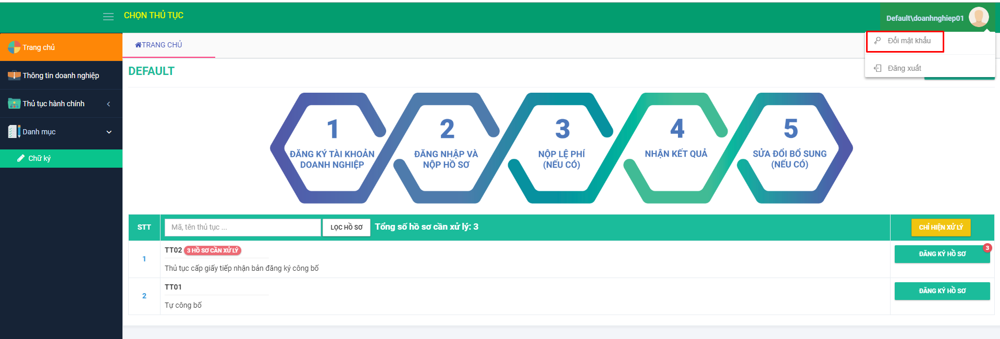 CHỌN THỦ TỤC
Default\doanhnghiep01
Đổi mật khẩu
Đăng xuất
Trang chủ
Thông tin doanh nghiệp
Thủ tục hành chính
Danh mục
Chữ ký
TRANG CHỦ
DEFAULT
1
ĐĂNG KÝ TÀI KHOẢN
DOANH NGHIỆP
2
ĐĂNG NHẬP VÀ
NỘP HỒ SƠ
3
NỘP LỆ PHÍ
(NẾU CÓ)
4
NHẬN KẾT QUẢ
5
SỬA ĐỔI BỔ SUNG
(NẾU CÓ)
STT
Mã, tên thủ tục ...
LỌC HỒ SƠ
Tổng số hồ sơ cần xử lý: 3
CHỈ HIỆN XỬ LÝ
1
TT02 3 HỒ SƠ CẦN XỬ LÝ
Thủ tục cấp giấy tiếp nhận bản đăng ký công bố
ĐĂNG KÝ HỒ SƠ
3
2
TT01
Tự công bố
ĐĂNG KÝ HỒ SƠ